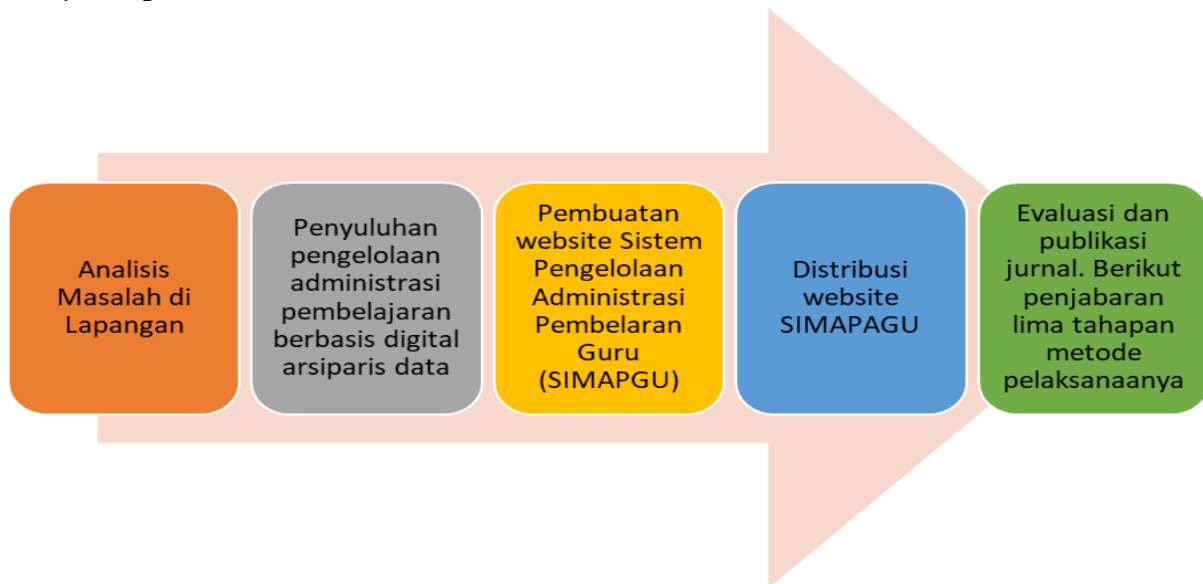 Analisis
Masalah di
Lapangan
Penyuluhan
pengelolaan
administrasi
pembelajaran
berbasis digital
arsiparis data
Pembuatan
website Sistem
Pengelolaan
Administrasi
Pembelaran
Guru
(SIMAPGU)
Distribusi
website
SIMAPAGU
Evaluasi dan
publikasi
jurnal. Berikut
penjabaran
lima tahapan
metode
pelaksanaanya